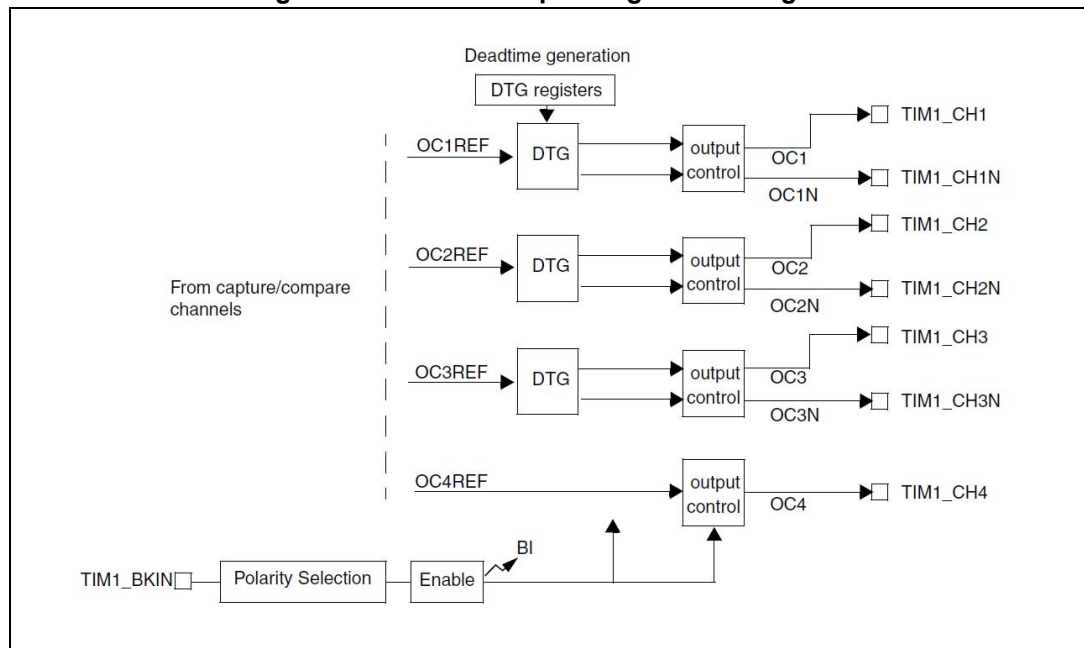 Deadtime generation
DTG registers
OC1REF
DTG
output
control
OC1
OC1N
TIM1_CH1
TIM1_CH1N
OC2REF
DTG
output
control
OC2
OC2N
TIM1_CH2
TIM1_CH2N
From capture/compare
channels
OC3REF
DTG
output
control
OC3
OC3N
TIM1_CH3
TIM1_CH3N
OC4REF
output
control
OC4
TIM1_CH4
BI
TIM1_BKIN
Polarity Selection
Enable